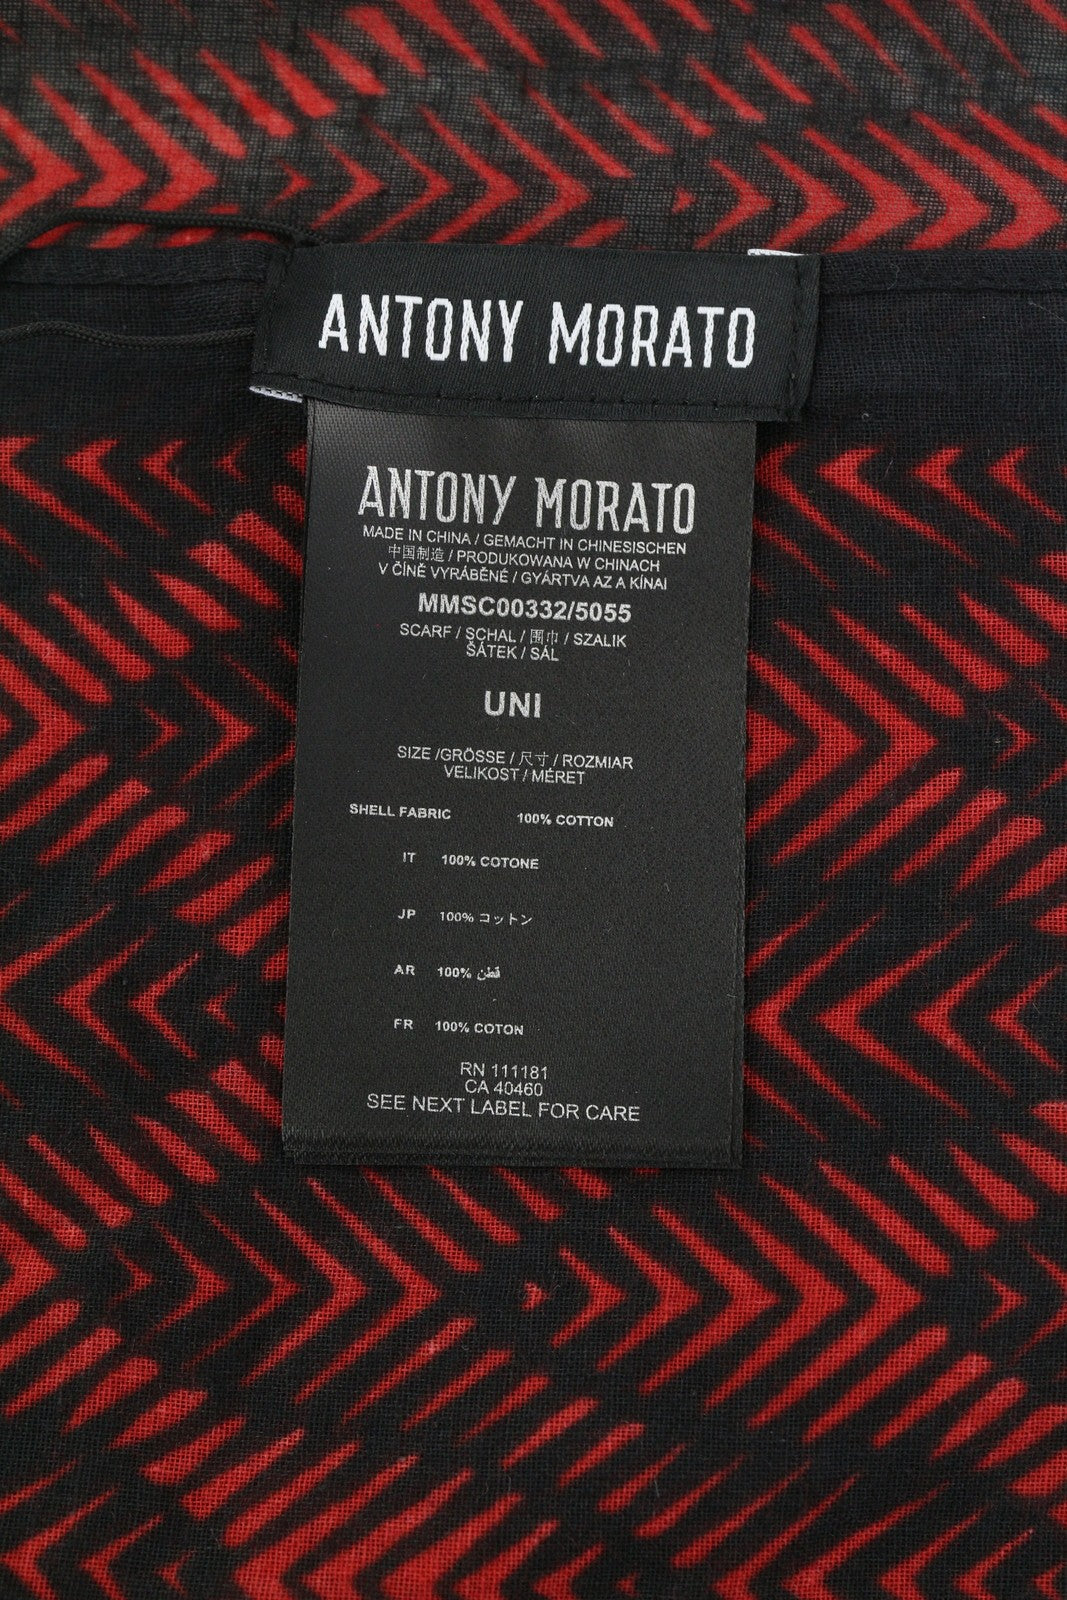 ANTONY MORATO
ANTONY MORATO
MADE IN CHINA / GEMACHT IN CHINESISCHEN
中国制造 / PRODUKOWANA W CHINACH
V ČÍNĚ VYRÁBĚNÉ / GYÁRTVA AZ A KÍNAI
MMSC00332/5055
SCARF / SCHAL / 围巾 / SZALIK
ŠÁTEK / SÁL
UNI
SIZE /GRÖSSE / 尺寸 / ROZMIAR
VELIKOST / MÉRET
SHELL FABRIC 100% COTTON
IT 100% COTONE
JP 100% コットン
AR 100% قطن
FR 100% COTON
RN 111181
CA 40460
SEE NEXT LABEL FOR CARE